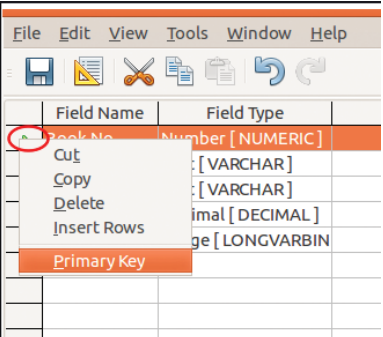 File Edit View Tools Window Help
Field Name Field Type
Book No Number [ NUMERIC ]
Cut [ VARCHAR ]
Copy [ VARCHAR ]
Delete imal [ DECIMAL ]
Insert Rows ge [ LONGVARBIN
Primary Key